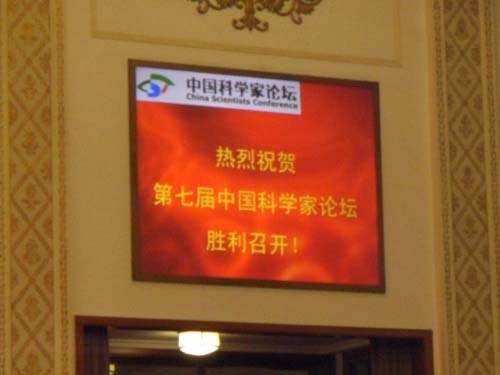 中国科学家论坛
China Scientists Conference
热烈祝贺
第七届中国科学家论坛
胜利召开！